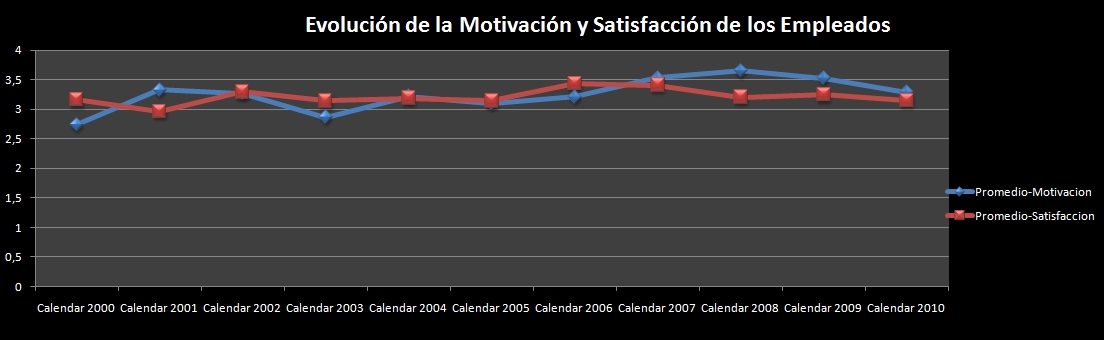 Evolución de la Motivación y Satisfacción de los Empleados
4
3,5
3
2,5
2
1,5
1
0,5
0
Calendar 2000 Calendar 2001 Calendar 2002 Calendar 2003 Calendar 2004 Calendar 2005 Calendar 2006 Calendar 2007 Calendar 2008 Calendar 2009 Calendar 2010
Promedio-Motivacion
Promedio-Satisfaccion